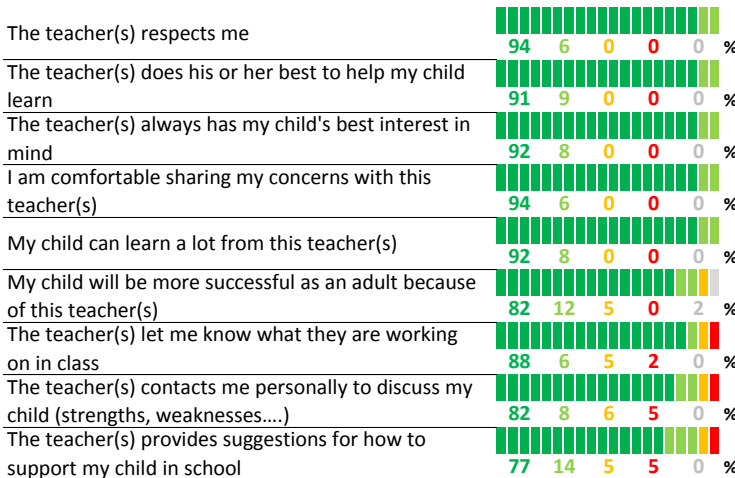 The teacher(s) respects me
94 6 0 0 0 %
The teacher(s) does his or her best to help my child
learn
91 9 0 0 0 %
The teacher(s) always has my child's best interest in
mind
92 8 0 0 0 %
I am comfortable sharing my concerns with this
teacher(s)
94 6 0 0 0 %
My child can learn a lot from this teacher(s)
92 8 0 0 0 %
My child will be more successful as an adult because
of this teacher(s)
82 12 5 0 2 %
The teacher(s) let me know what they are working
on in class
88 6 5 2 0 %
The teacher(s) contacts me personally to discuss my
child (strengths, weaknesses....)
82 8 6 5 0 %
The teacher(s) provides suggestions for how to
support my child in school
77 14 5 5 0 %